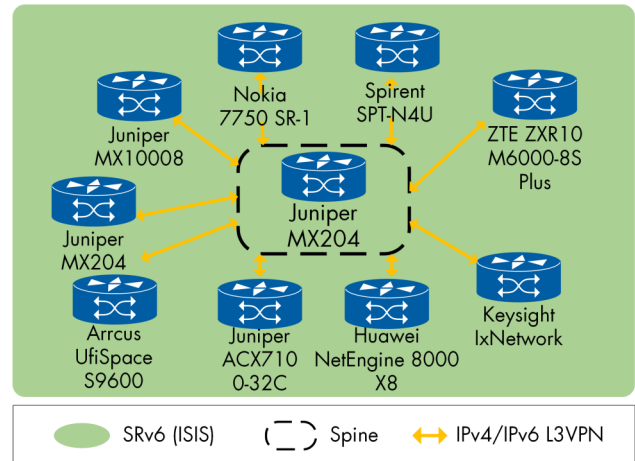 Nokia
7750 SR-1
Spirent
SPT-N4U
Juniper
MX10008
ZTE ZXR10
M6000-8S
Plus
Juniper
MX204
Juniper
MX204
Arrcus
UfiSpace
S9600
Juniper
ACX710
0-32C
Huawei
NetEngine 8000
X8
Keysight
IxNetwork
SRv6 (ISIS)
Spine
IPv4/IPv6 L3VPN